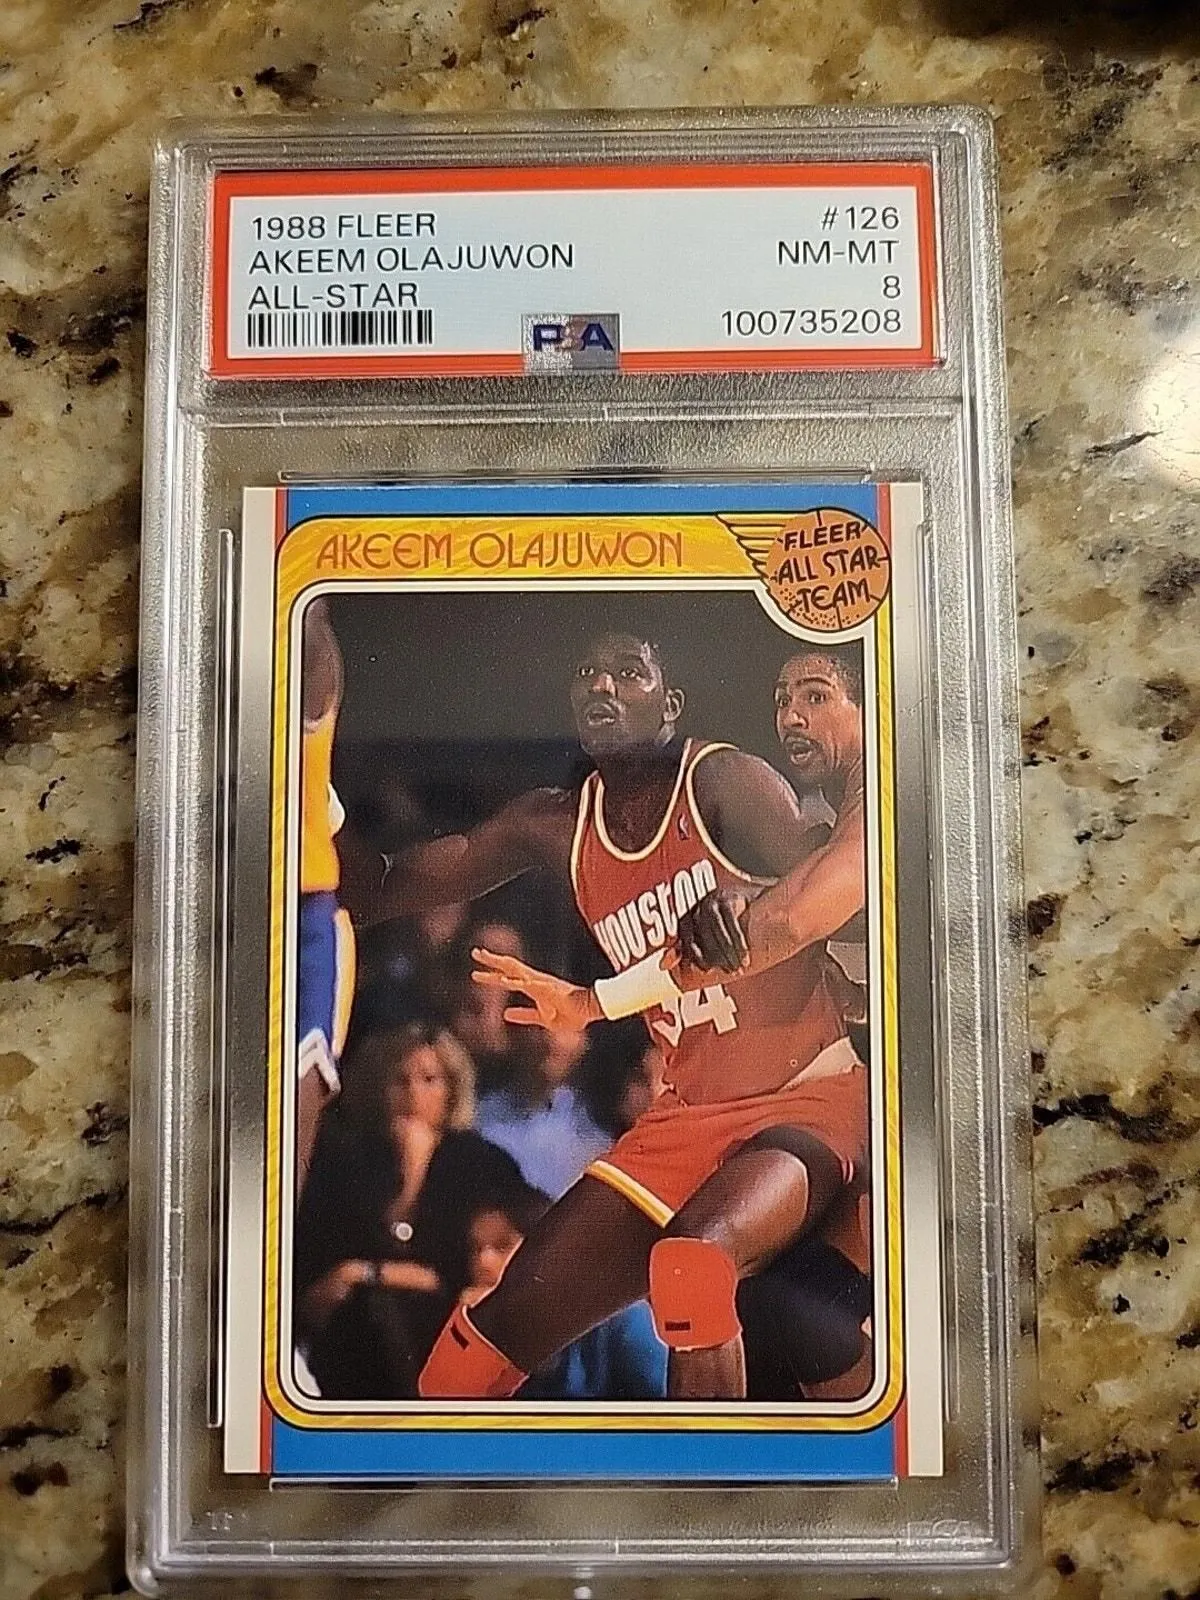 1988 FLEER #126
AKEEM OLAJUWON NM-MT
ALL-STAR 8
PSA 100735208
AKEEM OLAJUWON
FLEER
ALL STAR
TEAM
HOUSTON
34